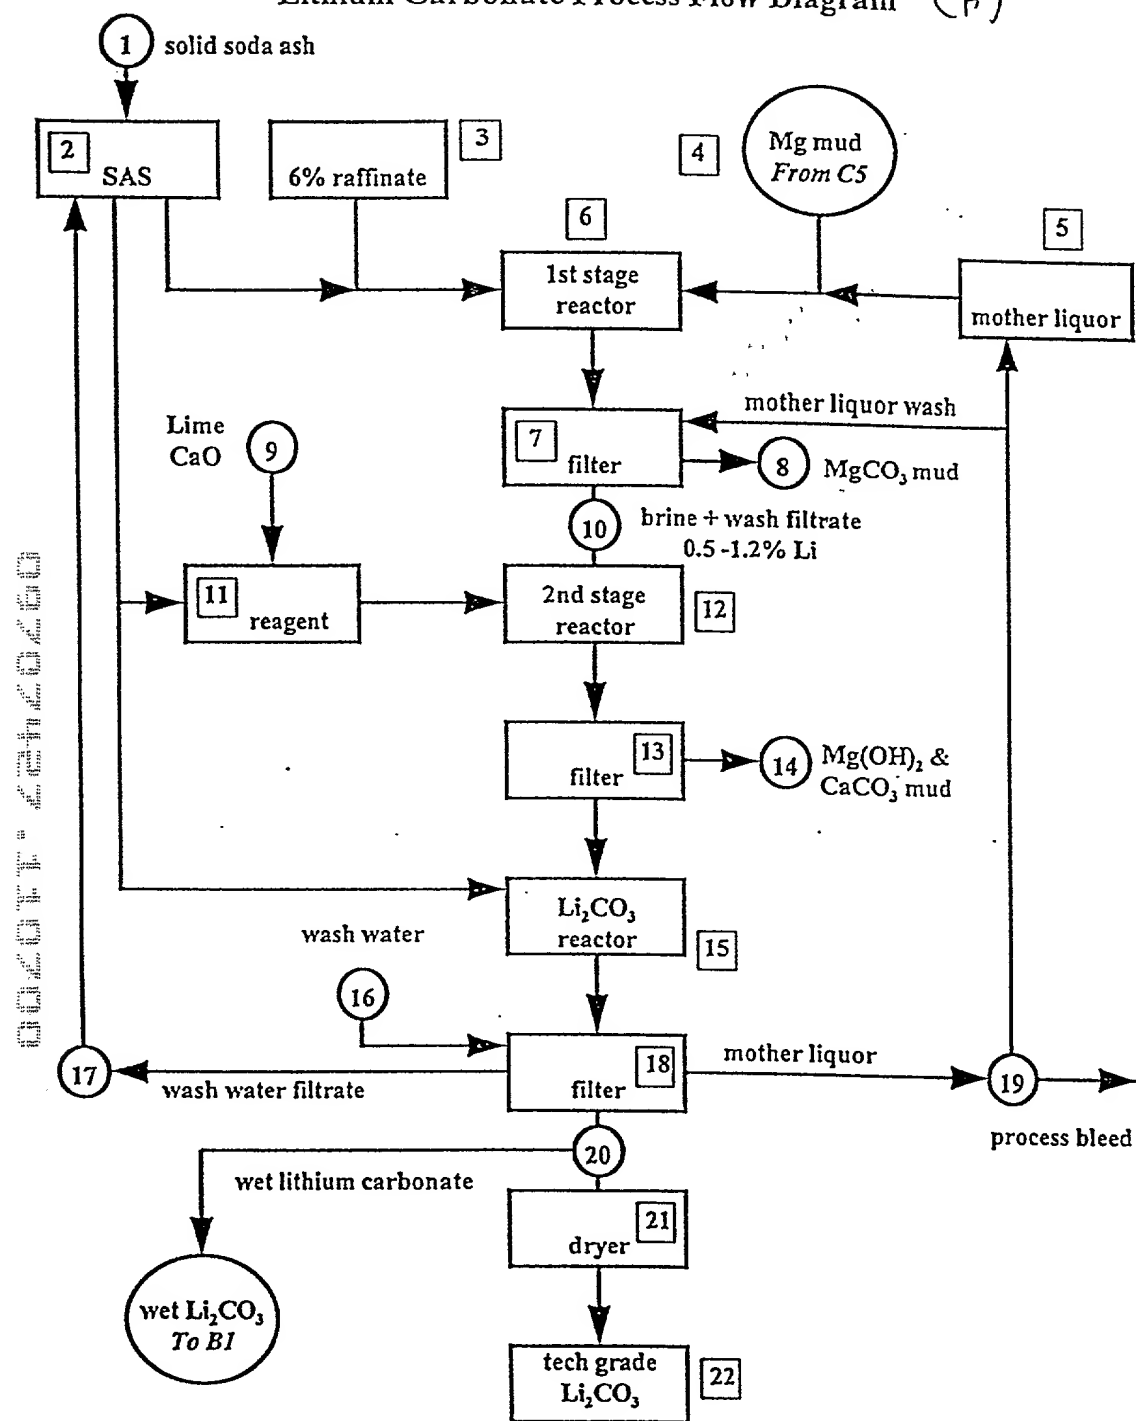 Lithium Carbonate Process Flow Diagram (A)
1 solid soda ash
2
SAS
3
6% raffinate
4
Mg mud
From C5
5
mother liquor
6
1st stage
reactor
mother liquor wash
7
filter
8 MgCO₃ mud
Lime
CaO
9
10
brine + wash filtrate
0.5-1.2% Li
11
reagent
2nd stage
reactor
12
13
filter
14
Mg(OH)₂ &
CaCO₃ mud
Li₂CO₃
reactor
15
wash water
16
17
wash water filtrate
18
filter
mother liquor
19
process bleed
20
wet lithium carbonate
21
dryer
wet Li₂CO₃
To B1
tech grade
Li₂CO₃
22